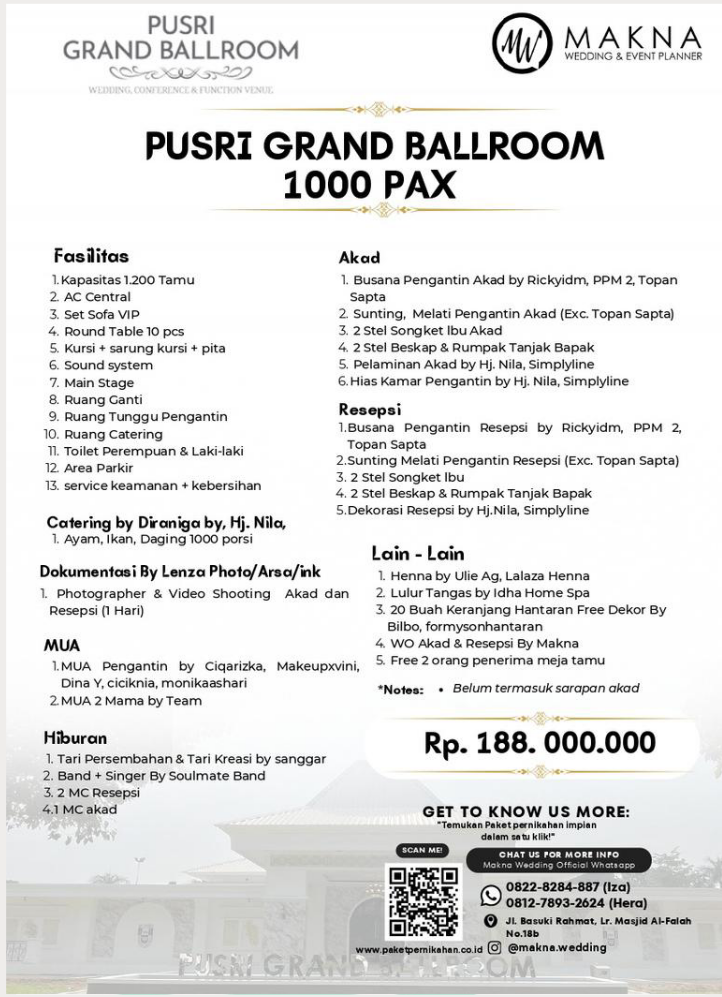 PUSRI
GRAND BALLROOM
WEDDING, CONFERENCE & FUNCTION VENUE
MAKNA
WEDDING & EVENT PLANNER
PUSRI GRAND BALLROOM
1000 PAX
Fasilitas
1. Kapasitas 1.200 Tamu
2. AC Central
3. Set Sofa VIP
4. Round Table 10 pcs
5. Kursi + sarung kursi + pita
6. Sound system
7. Main Stage
8. Ruang Ganti
9. Ruang Tunggu Pengantin
10. Ruang Catering
11. Toilet Perempuan & Laki-laki
12. Area Parkir
13. service keamanan + kebersihan
Catering by Diraniga by, Hj. Nila,
1. Ayam, Ikan, Daging 1000 porsi
Dokumentasi By Lenza Photo/Arsa/ink
1. Photographer & Video Shooting Akad dan
Resepsi (1 Hari)
MUA
1. MUA Pengantin by Ciqarizka, Makeupxvini,
Dina Y, ciciknia, monikaashari
2. MUA 2 Mama by Team
Hiburan
1. Tari Persembahan & Tari Kreasi by sanggar
2. Band + Singer By Soulmate Band
3. 2 MC Resepsi
4.1 MC akad
Akad
1. Busana Pengantin Akad by Rickyidm, PPM 2, Topan
Sapta
2. Sunting, Melati Pengantin Akad (Exc. Topan Sapta)
3. 2 Stel Songket Ibu Akad
4. 2 Stel Beskap & Rumpak Tanjak Bapak
5. Pelaminan Akad by Hj. Nila, Simplyline
6. Hias Kamar Pengantin by Hj. Nila, Simplyline
Resepsi
1.Busana Pengantin Resepsi by Rickyidm, PPM 2,
Topan Sapta
2.Sunting Melati Pengantin Resepsi (Exc. Topan Sapta)
3. 2 Stel Songket Ibu
4. 2 Stel Beskap & Rumpak Tanjak Bapak
5.Dekorasi Resepsi by Hj.Nila, Simplyline
Lain - Lain
1. Henna by Ulie Ag, Lalaza Henna
2. Lulur Tangas by Idha Home Spa
3. 20 Buah Keranjang Hantaran Free Dekor By
Bilbo, formysonhantaran
4. WO Akad & Resepsi By Makna
5. Free 2 orang penerima meja tamu
*Notes: • Belum termasuk sarapan akad
Rp. 188. 000.000
GET TO KNOW US MORE:
"Temukan Paket pernikahan impian
dalam satu klik!"
SCAN ME!
CHAT US FOR MORE INFO
Makna Wedding Official Whatsapp
0822-8284-887 (Iza)
0812-7893-2624 (Hera)
Jl. Basuki Rahmat, Lr. Masjid Al-Falah
No.18b
www.paketpernikahan.co.id
@makna.wedding
PUSRI GRAND BALLROOM